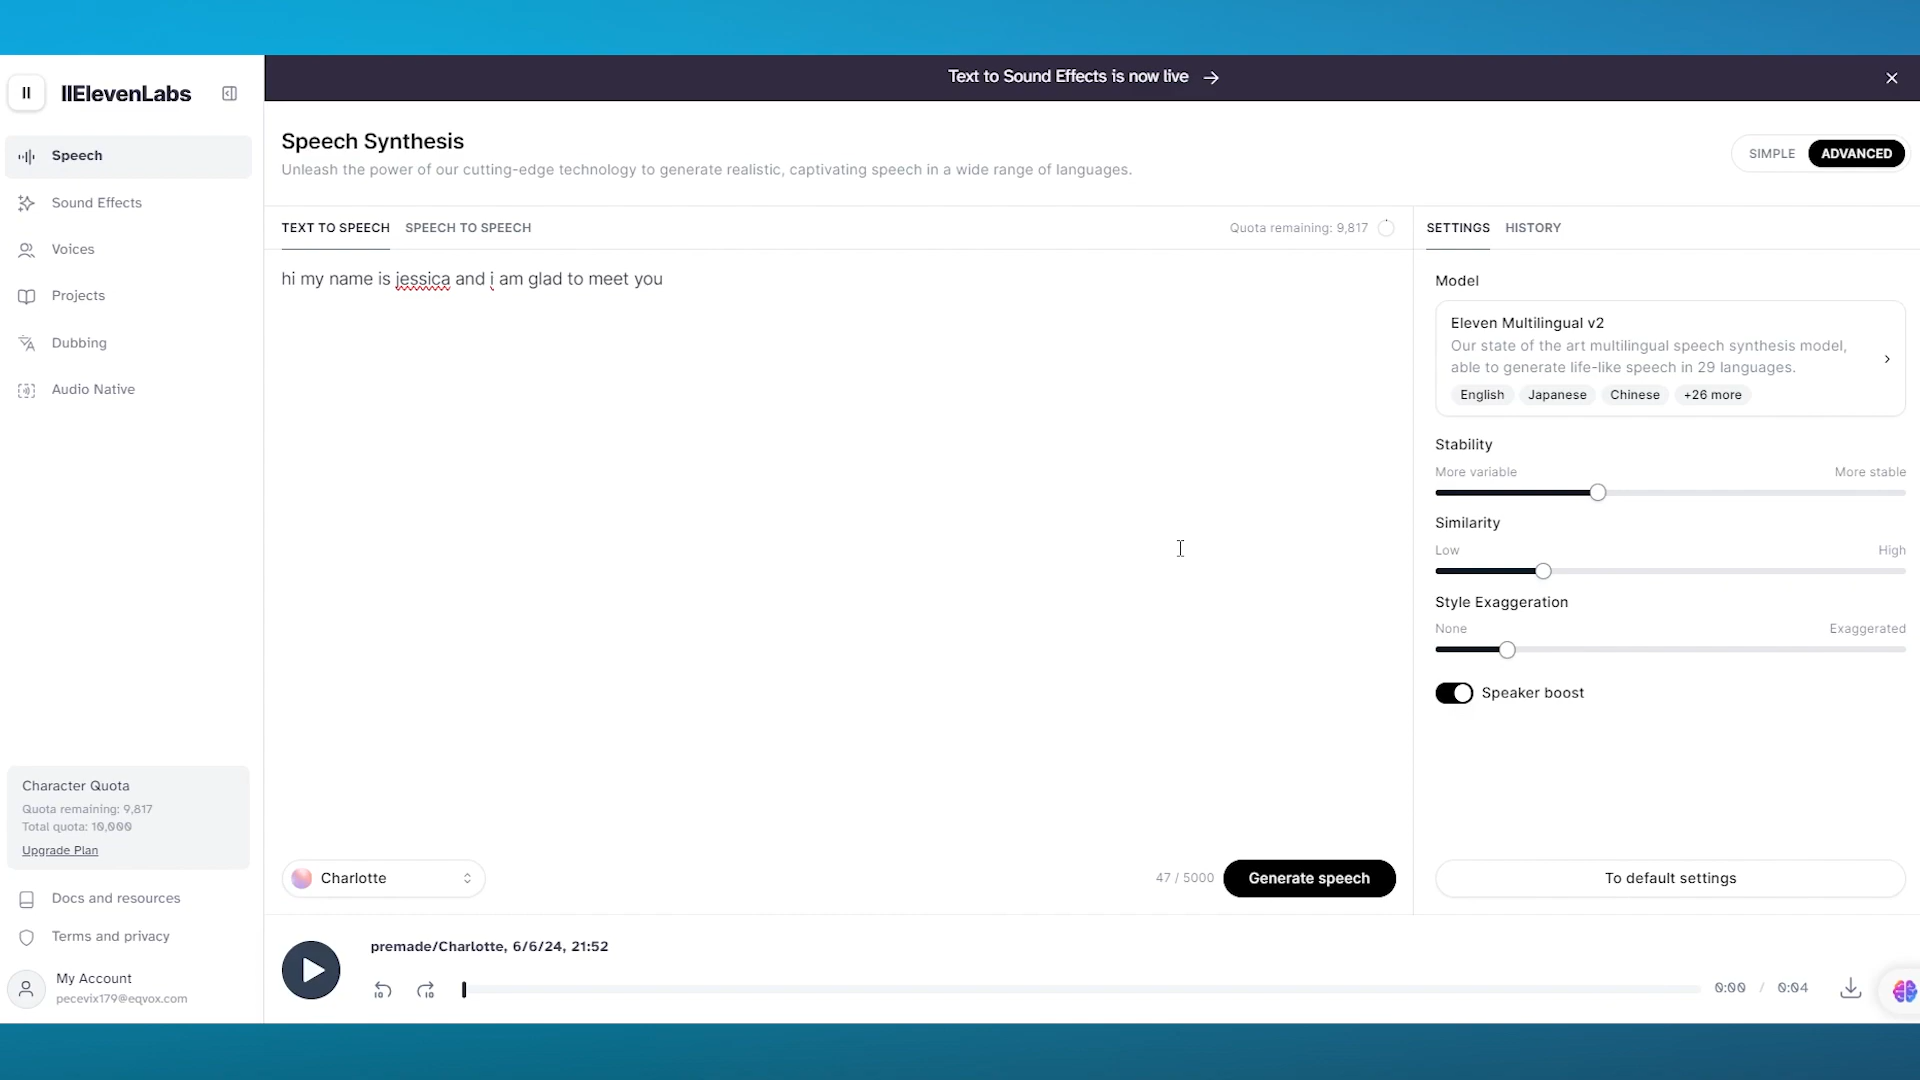 IIElevenLabs
Speech
Sound Effects
Voices
Projects
Dubbing
Audio Native
Character Quota
Quota remaining: 9,817
Total quota: 10,000
Upgrade Plan
Docs and resources
Terms and privacy
My Account
pecevix179@eqvox.com
Text to Sound Effects is now live
Speech Synthesis
Unleash the power of our cutting-edge technology to generate realistic, captivating speech in a wide range of languages.
SIMPLE ADVANCED
TEXT TO SPEECH SPEECH TO SPEECH
Quota remaining: 9,817
hi my name is jessica and i am glad to meet you
Charlotte
47 / 5000
Generate speech
SETTINGS HISTORY
Model
Eleven Multilingual v2
Our state of the art multilingual speech synthesis model,
able to generate life-like speech in 29 languages.
English Japanese Chinese +26 more
Stability
More variable More stable
Similarity
Low High
Style Exaggeration
None Exaggerated
Speaker boost
To default settings
premade/Charlotte, 6/6/24, 21:52
10 10
0:00 / 0:04